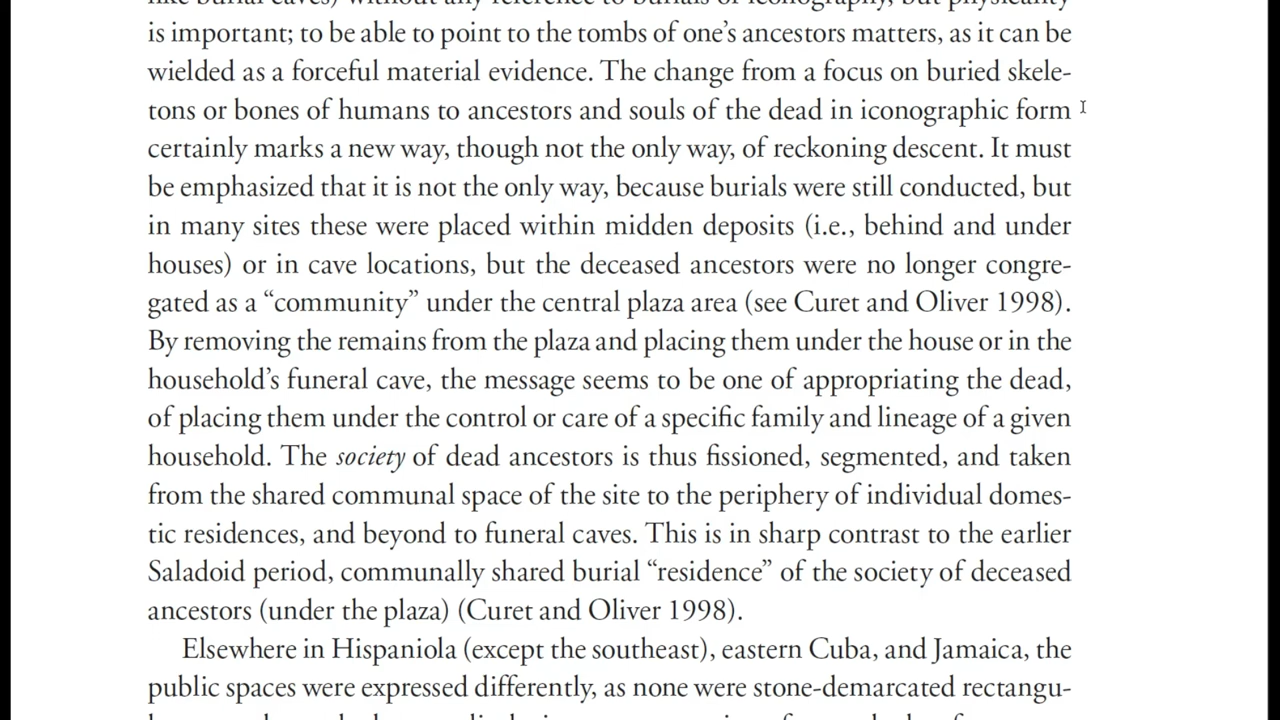 like burial caves) without any reference to burials or iconography, but physicality
is important; to be able to point to the tombs of one’s ancestors matters, as it can be
wielded as a forceful material evidence. The change from a focus on buried skele-
tons or bones of humans to ancestors and souls of the dead in iconographic form
certainly marks a new way, though not the only way, of reckoning descent. It must
be emphasized that it is not the only way, because burials were still conducted, but
in many sites these were placed within midden deposits (i.e., behind and under
houses) or in cave locations, but the deceased ancestors were no longer congre-
gated as a “community” under the central plaza area (see Curet and Oliver 1998).
By removing the remains from the plaza and placing them under the house or in the
household’s funeral cave, the message seems to be one of appropriating the dead,
of placing them under the control or care of a specific family and lineage of a given
household. The society of dead ancestors is thus fissioned, segmented, and taken
from the shared communal space of the site to the periphery of individual domes-
tic residences, and beyond to funeral caves. This is in sharp contrast to the earlier
Saladoid period, communally shared burial “residence” of the society of deceased
ancestors (under the plaza) (Curet and Oliver 1998).
Elsewhere in Hispaniola (except the southeast), eastern Cuba, and Jamaica, the
public spaces were expressed differently, as none were stone-demarcated rectangu-